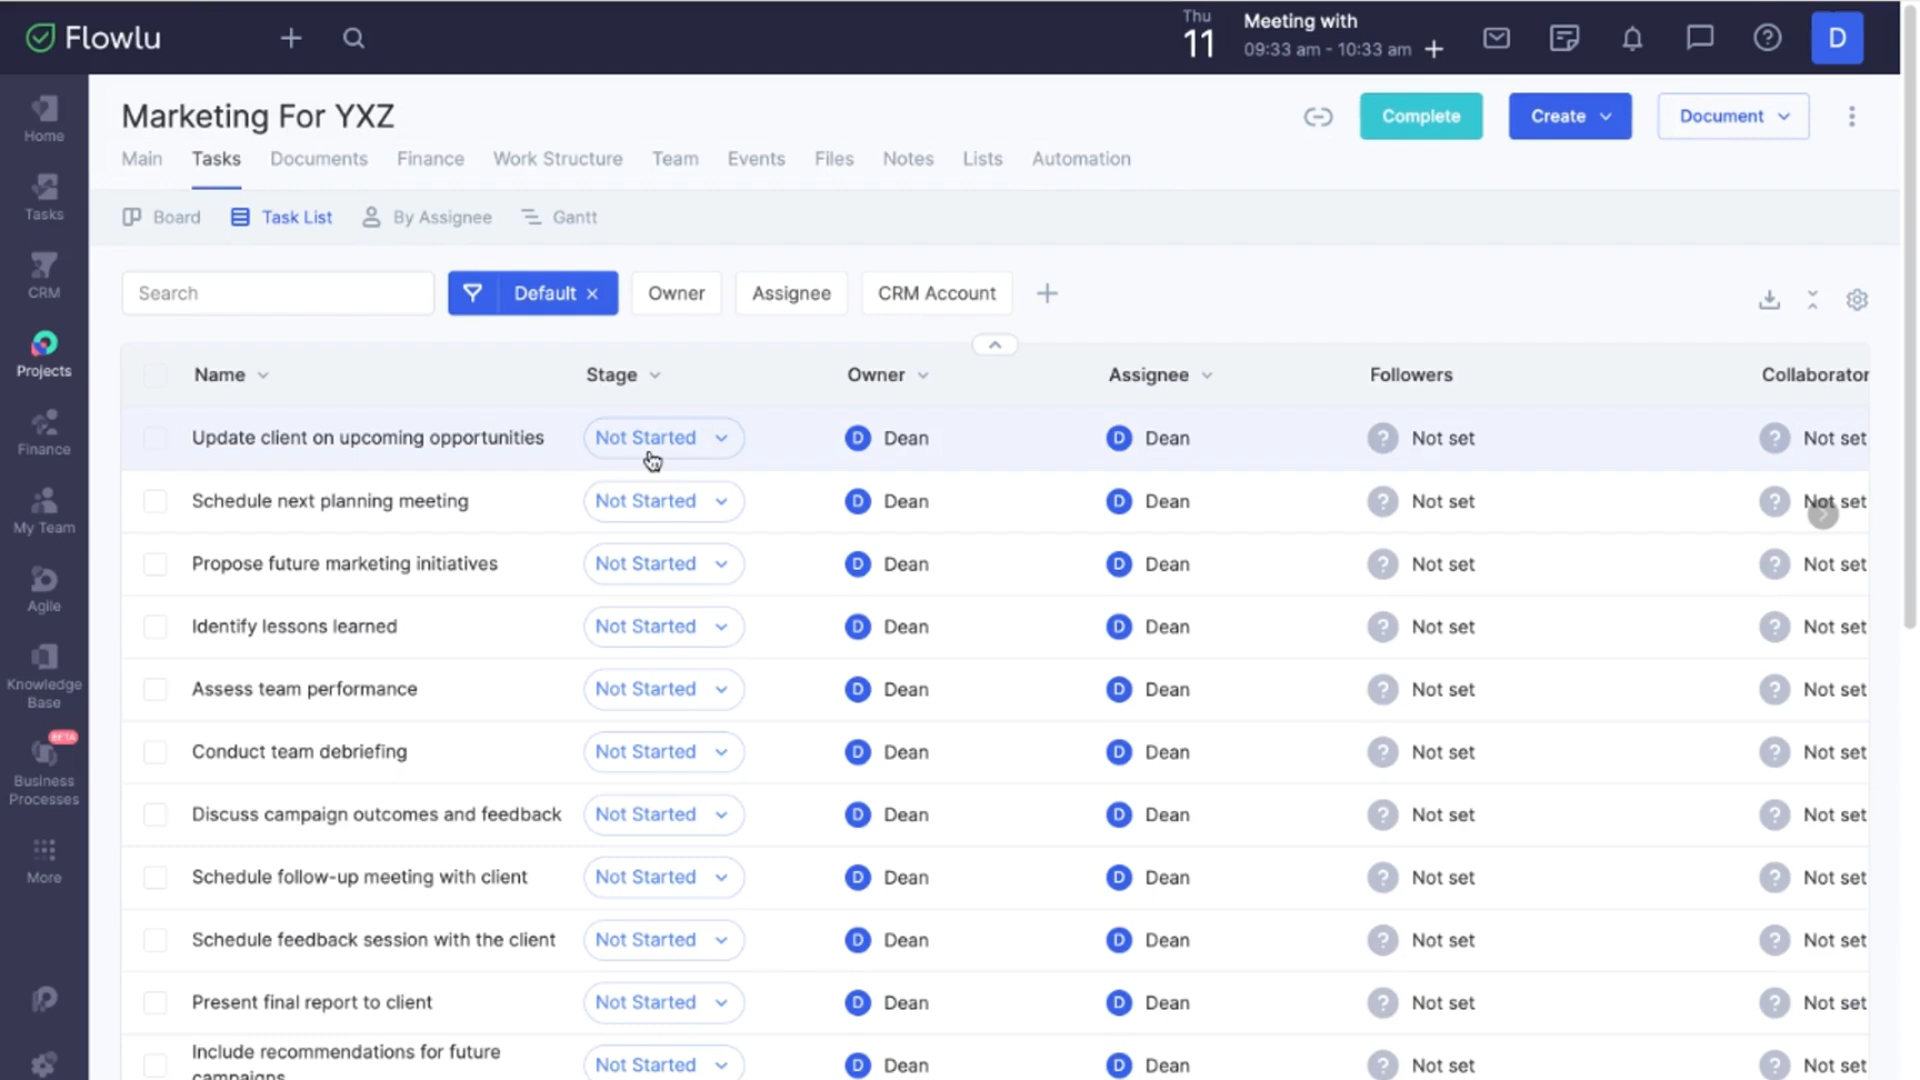 Flowlu
Thu
11
Meeting with
09:33 am - 10:33 am
D
Home
Tasks
CRM
Projects
Finance
My Team
Agile
Knowledge
Base
BETA
Business
Processes
More
Marketing For YXZ
Complete
Create
Document
Main
Tasks
Documents
Finance
Work Structure
Team
Events
Files
Notes
Lists
Automation
Board
Task List
By Assignee
Gantt
Search
Default
Owner
Assignee
CRM Account
Name
Stage
Owner
Assignee
Followers
Collaborator
Update client on upcoming opportunities Not Started D Dean D Dean ? Not set ? Not set
Schedule next planning meeting Not Started D Dean D Dean ? Not set ? Not set
Propose future marketing initiatives Not Started D Dean D Dean ? Not set ? Not set
Identify lessons learned Not Started D Dean D Dean ? Not set ? Not set
Assess team performance Not Started D Dean D Dean ? Not set ? Not set
Conduct team debriefing Not Started D Dean D Dean ? Not set ? Not set
Discuss campaign outcomes and feedback Not Started D Dean D Dean ? Not set ? Not set
Schedule follow-up meeting with client Not Started D Dean D Dean ? Not set ? Not set
Schedule feedback session with the client Not Started D Dean D Dean ? Not set ? Not set
Present final report to client Not Started D Dean D Dean ? Not set ? Not set
Include recommendations for future
campaigns Not Started D Dean D Dean ? Not set ? Not set